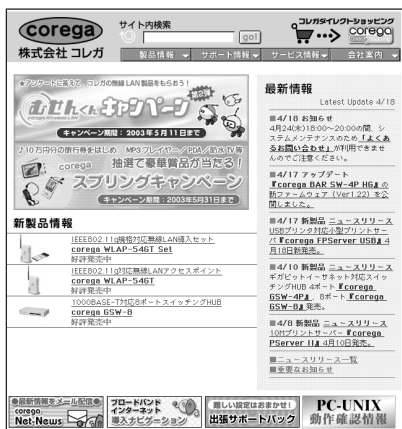 corega
サイト内検索
go!
コレガダイレクトショッピング
corega
株式会社 コレガ
製品情報
サポート情報
サービス情報
会社案内
●アンケートに答えて、コレガの無線LAN製品をもらおう!
むせんくんキャンペーン
corega Wireless LAN
キャンペーン期間：2003年5月11日まで
♪10万円分の旅行券をはじめ、MP3プレイヤー/PDA/防水TV等
corega
抽選で豪華賞品が当たる!
スプリングキャンペーン
キャンペーン期間：2003年5月31日まで
新製品情報
IEEE802.11g規格対応無線LAN導入セット
corega WLAP-54GT Set
好評発売中
IEEE802.11g対応無線LANアクセスポイント
corega WLAP-54GT
好評発売中
1000BASE-T対応8ポートスイッチングHUB
corega GSW-8
好評発売中
最新情報
Latest Update 4/18
■4/18 お知らせ
4月24日(木)18:00～20:00の間、シ
ステムメンテナンスのため「よくあ
るお問い合わせ」が利用できませ
んのでご注意ください。
■4/17 アップデート
『corega BAR SW-4P HG』の
新ファームウェア (Ver1.22) を公
開しました。
■4/17 新製品 ニュースリリース
USBプリンタ対応小型プリントサー
バ『corega FPServer USB』4
月18日新発売。
■4/10 新製品 ニュースリリース
ギガビットイーサネット対応スイッ
チングHUB 4ポート『corega
GSW-4P』、8ポート『corega
GSW-8』発売。
■4/8 新製品 ニュースリリース
10Mプリントサーバー『corega
PServer II』4月10日発売。
■ニュースリリース一覧
■重要なお知らせ
●最新情報をメール配信●
corega
Net-News
ブロードバンド
インターネット
導入ナビゲーション
難しい設定はおまかせ!
出張サポートパック
PC-UNIX
動作確認情報